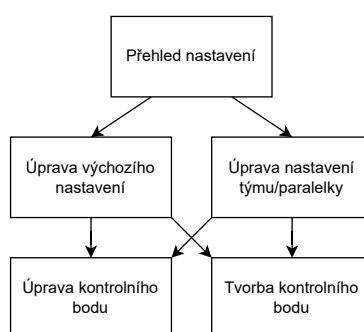 Přehled nastavení
Úprava výchozího
nastavení
Úprava nastavení
týmu/paralelky
Úprava kontrolního
bodu
Tvorba kontrolního
bodu